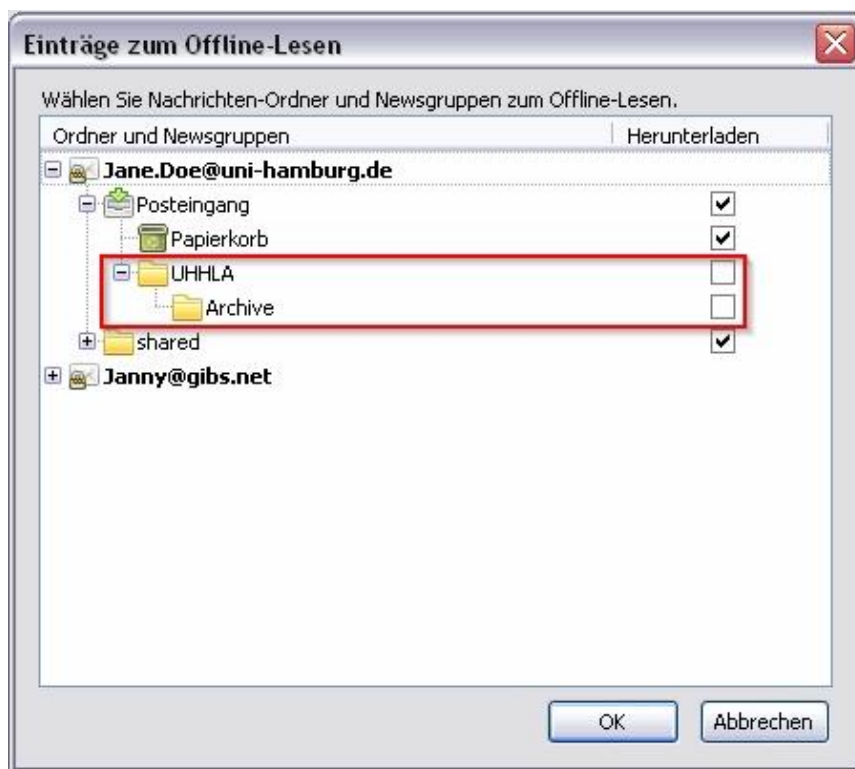 Einträge zum Offline-Lesen
Wählen Sie Nachrichten-Ordner und Newsgruppen zum Offline-Lesen.
Ordner und Newsgruppen Herunterladen
Jane.Doe@uni-hamburg.de
Posteingang
Papierkorb
UHHLA
Archive
shared
Janny@gibs.net
OK Abbrechen